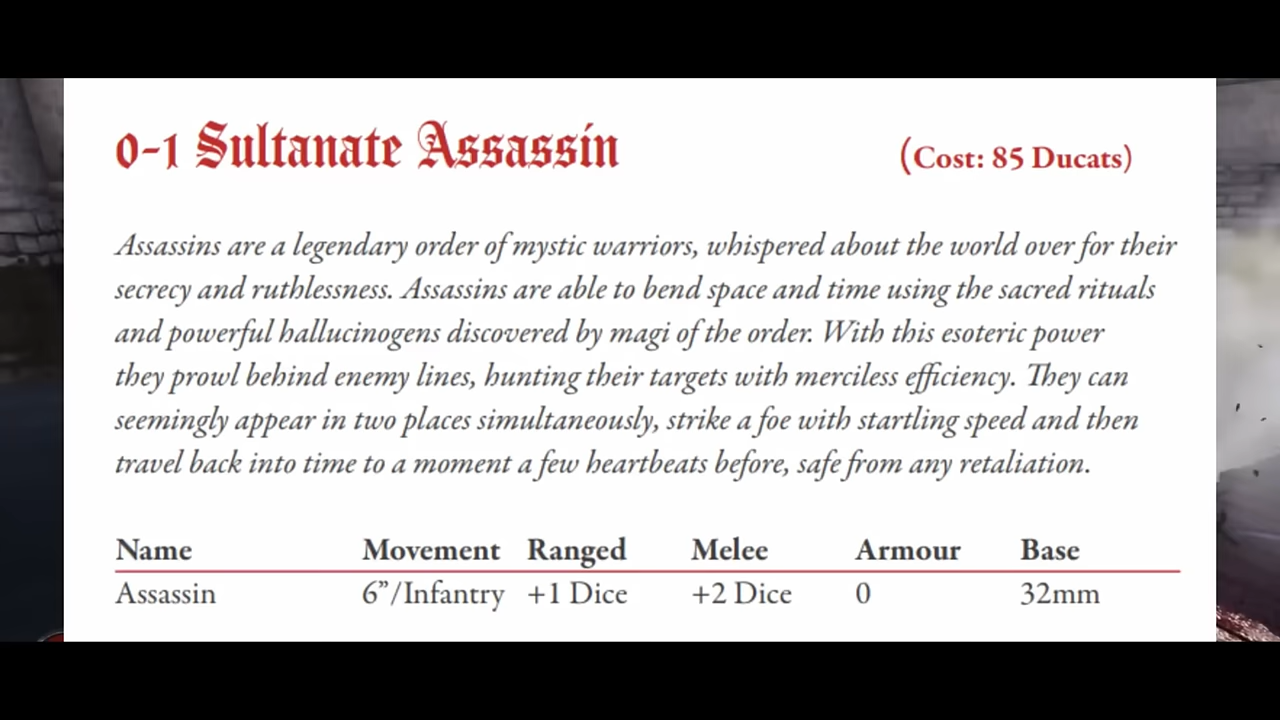 0-1 Sultanate Assassin (Cost: 85 Ducats)
Assassins are a legendary order of mystic warriors, whispered about the world over for their
secrecy and ruthlessness. Assassins are able to bend space and time using the sacred rituals
and powerful hallucinogens discovered by magi of the order. With this esoteric power
they prowl behind enemy lines, hunting their targets with merciless efficiency. They can
seemingly appear in two places simultaneously, strike a foe with startling speed and then
travel back into time to a moment a few heartbeats before, safe from any retaliation.
Name Movement Ranged Melee Armour Base
Assassin 6”/Infantry +1 Dice +2 Dice 0 32mm